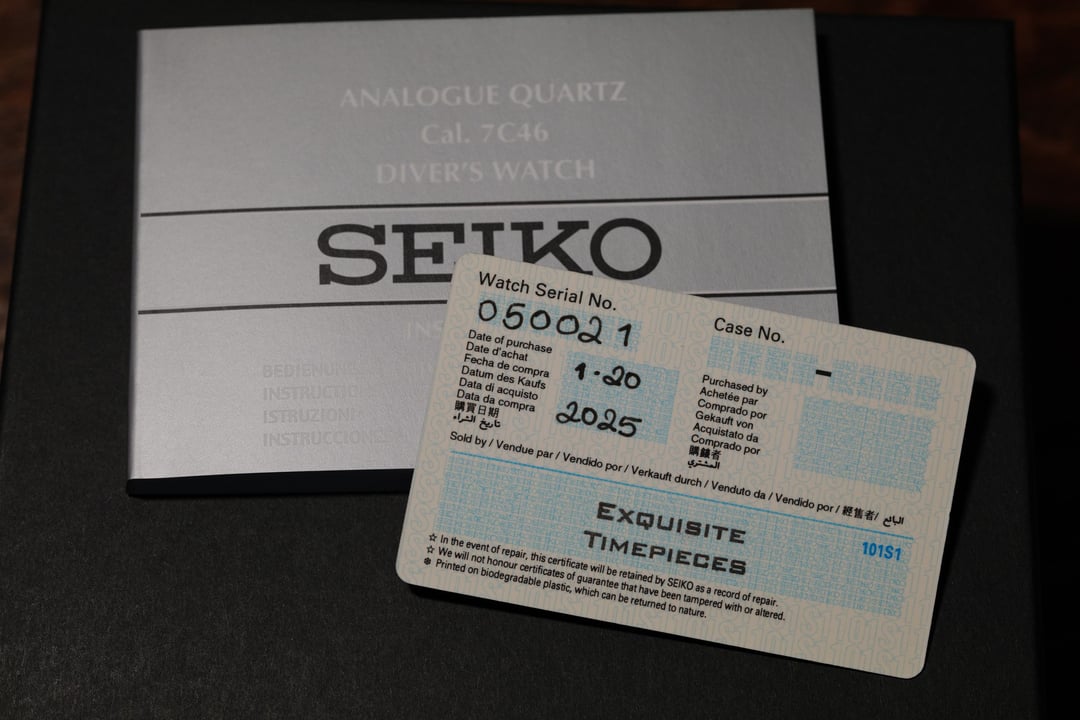 ANALOGUE QUARTZ
Cal. 7C46
DIVER'S WATCH
SEIKO
INS
BEDIENUNGS
INSTRUCTIO
ISTRUZIONI
INSTRUCCIONES
Watch Serial No.
050021
Date of purchase
Date d'achat
Fecha de compra
Datum des Kaufs
Data di acquisto
Data da compra
購買日期
تاريخ الشراء
1-20
2025
Case No.
-
Purchased by
Achetée par
Comprado por
Gekauft von
Acquistato da
Comprado por
購錶者
المشتري
Sold by / Vendue par / Vendido por / Verkauft durch / Venduto da / Vendido por / 經售者/ البائع
EXQUISITE
TIMEPIECES
101S1
☆ In the event of repair, this certificate will be retained by SEIKO as a record of repair.
☆ We will not honour certificates of guarantee that have been tampered with or altered.
❄ Printed on biodegradable plastic, which can be returned to nature.